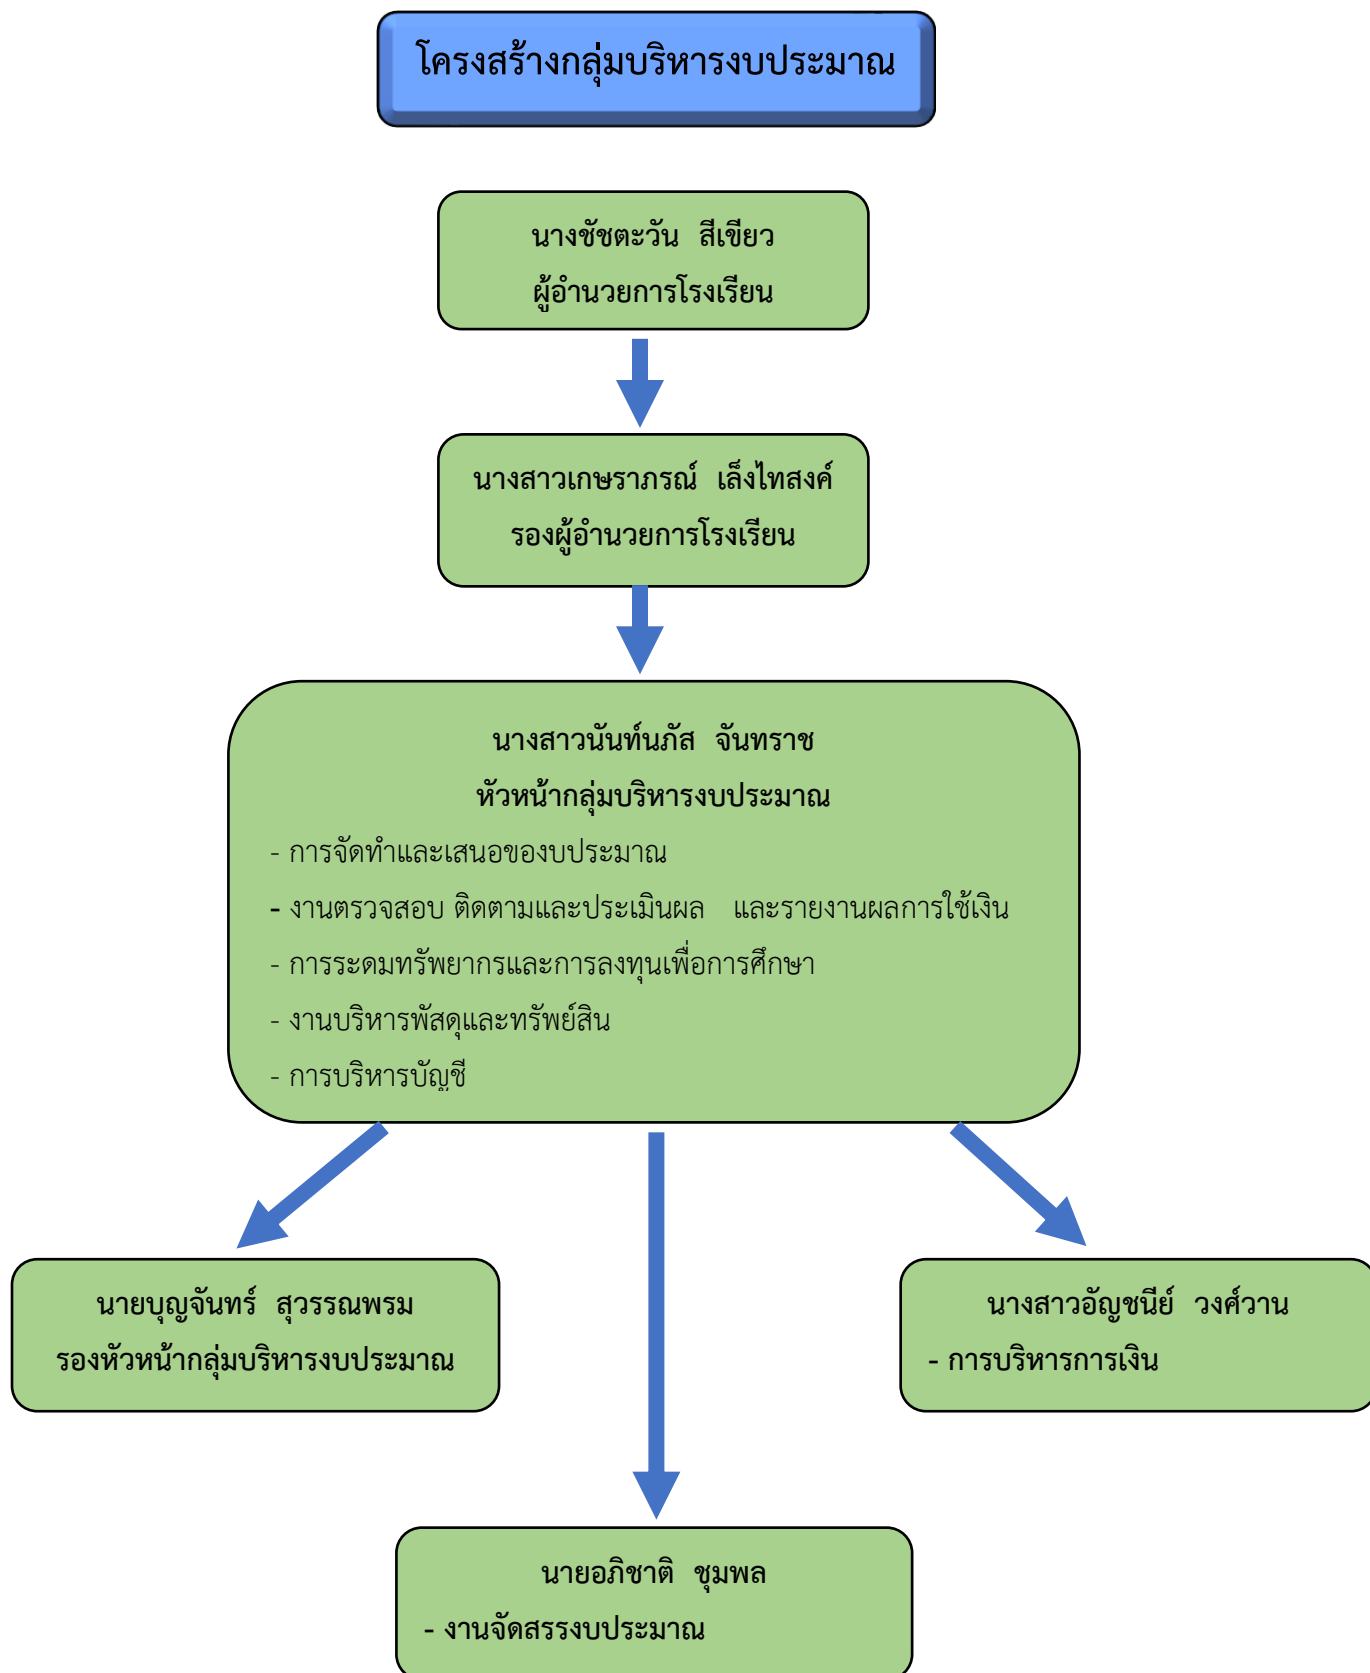 โครงสร้างกลุ่มบริหารงบประมาณ
นางชัชตะวัน สีเขียว
ผู้อำนวยการโรงเรียน
นางสาวเกษราภรณ์ เล็งไทสงค์
รองผู้อำนวยการโรงเรียน
นางสาวนันท์นภัส จันทราช
หัวหน้ากลุ่มบริหารงบประมาณ
- การจัดทำและเสนอของบประมาณ
- งานตรวจสอบ ติดตามและประเมินผล และรายงานผลการใช้เงิน
- การระดมทรัพยากรและการลงทุนเพื่อการศึกษา
- งานบริหารพัสดุและทรัพย์สิน
- การบริหารบัญชี
นายบุญจันทร์ สุวรรณพรม
รองหัวหน้ากลุ่มบริหารงบประมาณ
นางสาวอัญชนีย์ วงศ์วาน
- การบริหารการเงิน
นายอภิชาติ ชุมพล
- งานจัดสรรงบประมาณ